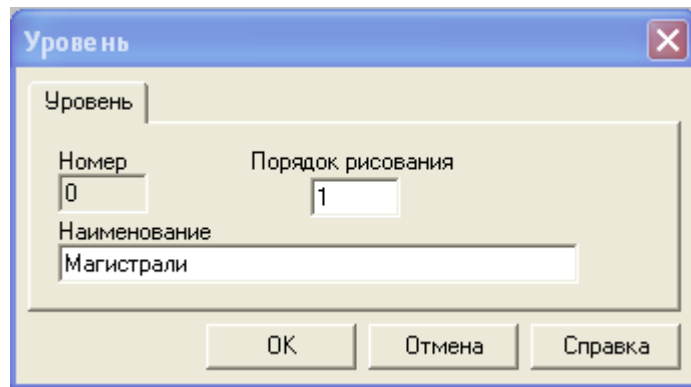 Уровень
Уровень
Номер Порядок рисования
0 1
Наименование
Магистрали
OK Отмена Справка